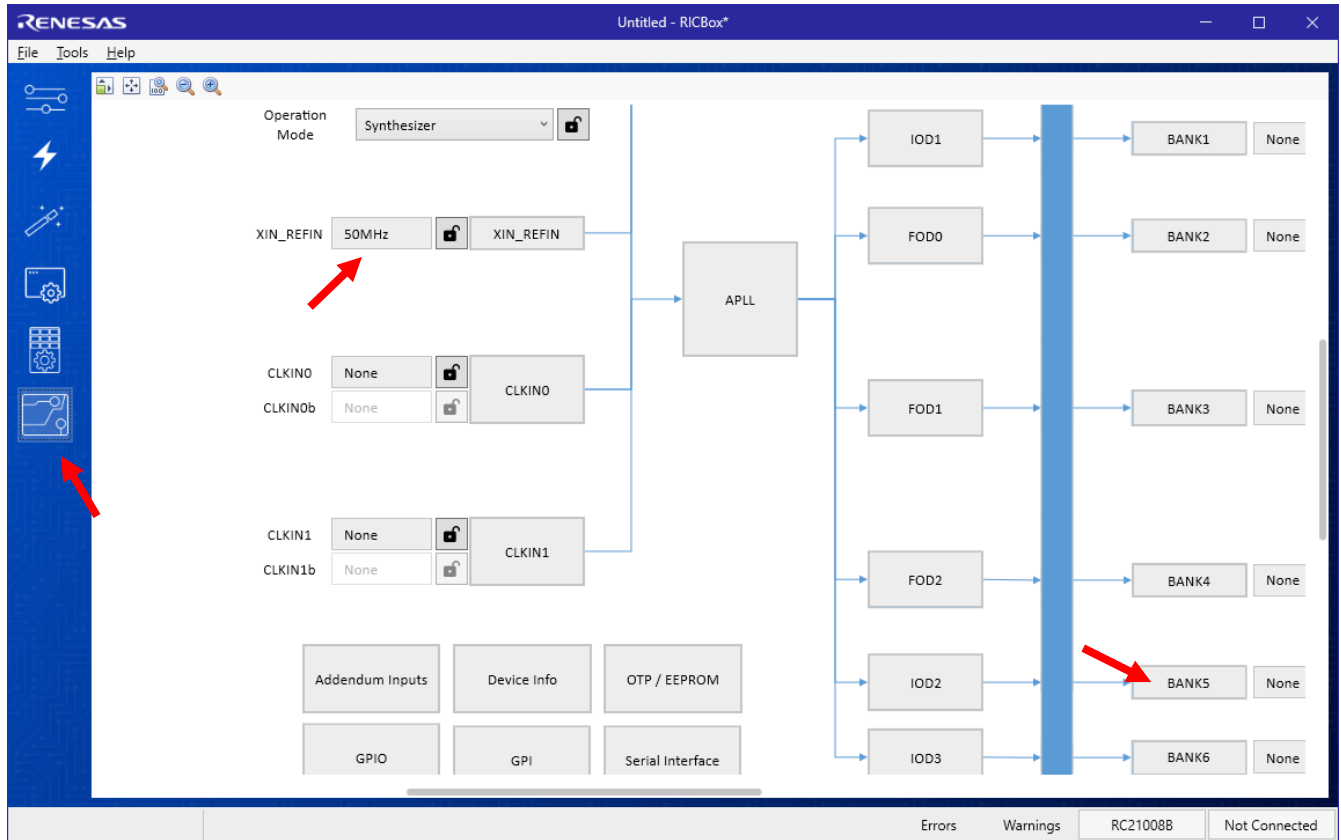 RENESAS
Untitled - RICBox*
File Tools Help
100
Operation
Mode
Synthesizer
XIN_REFIN 50MHz XIN_REFIN
CLKIN0 None
CLKIN0b None
CLKIN0
CLKIN1 None
CLKIN1b None
CLKIN1
Addendum Inputs Device Info OTP / EEPROM
GPIO GPI Serial Interface
APLL
IOD1
FOD0
FOD1
FOD2
IOD2
IOD3
BANK1 None
BANK2 None
BANK3 None
BANK4 None
BANK5 None
BANK6 None
Errors Warnings RC21008B Not Connected